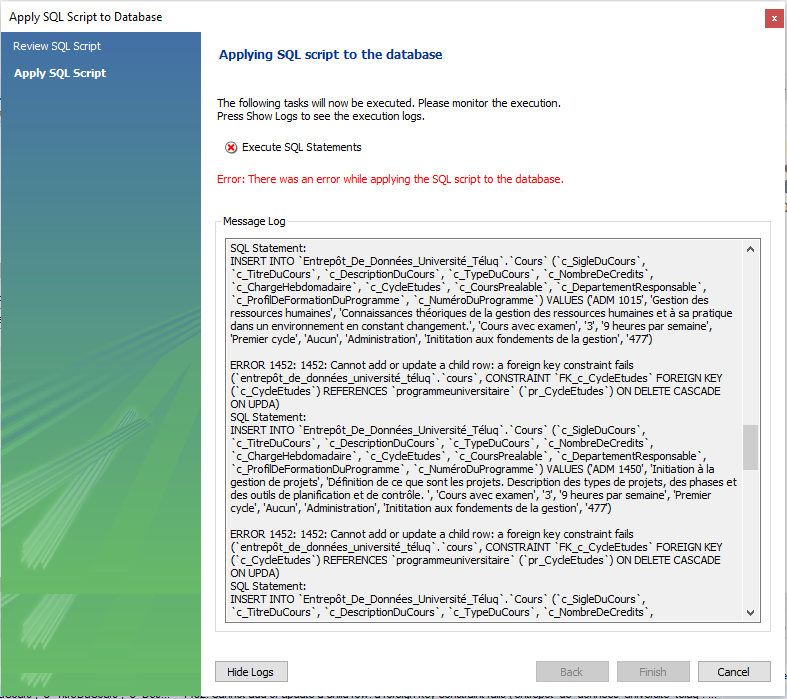 Apply SQL Script to Database
x
Review SQL Script
Apply SQL Script
Applying SQL script to the database
The following tasks will now be executed. Please monitor the execution.
Press Show Logs to see the execution logs.
Execute SQL Statements
Error: There was an error while applying the SQL script to the database.
Message Log
SQL Statement:
INSERT INTO `Entrepôt_De_Données_Université_Téluq`.`Cours` (`c_SigleDuCours`,
`c_TitreDuCours`, `c_DescriptionDuCours`, `c_TypeDuCours`, `c_NombreDeCredits`,
`c_ChargeHebdomadaire`, `c_CycleEtudes`, `c_CoursPrealable`, `c_DepartementResponsable`,
`c_ProfilDeFormationDuProgramme`, `c_NuméroDuProgramme`) VALUES ('ADM 1015', 'Gestion des
ressources humaines', 'Connaissances théoriques de la gestion des ressources humaines et à sa pratique
dans un environnement en constant changement.', 'Cours avec examen', '3', '9 heures par semaine',
'Premier cycle', 'Aucun', 'Administration', 'Inititation aux fondements de la gestion', '477')
ERROR 1452: 1452: Cannot add or update a child row: a foreign key constraint fails
(`entrepôt_de_données_université_téluq`.`cours`, CONSTRAINT `FK_c_CycleEtudes` FOREIGN KEY
(`c_CycleEtudes`) REFERENCES `programmeuniversitaire` (`pr_CycleEtudes`) ON DELETE CASCADE
ON UPDA)
SQL Statement:
INSERT INTO `Entrepôt_De_Données_Université_Téluq`.`Cours` (`c_SigleDuCours`,
`c_TitreDuCours`, `c_DescriptionDuCours`, `c_TypeDuCours`, `c_NombreDeCredits`,
`c_ChargeHebdomadaire`, `c_CycleEtudes`, `c_CoursPrealable`, `c_DepartementResponsable`,
`c_ProfilDeFormationDuProgramme`, `c_NuméroDuProgramme`) VALUES ('ADM 1450', 'Initiation à la
gestion de projets', 'Définition de ce que sont les projets. Description des types de projets, des phases et
des outils de planification et de contrôle. ', 'Cours avec examen', '3', '9 heures par semaine', 'Premier
cycle', 'Aucun', 'Administration', 'Inititation aux fondements de la gestion', '477')
ERROR 1452: 1452: Cannot add or update a child row: a foreign key constraint fails
(`entrepôt_de_données_université_téluq`.`cours`, CONSTRAINT `FK_c_CycleEtudes` FOREIGN KEY
(`c_CycleEtudes`) REFERENCES `programmeuniversitaire` (`pr_CycleEtudes`) ON DELETE CASCADE
ON UPDA)
SQL Statement:
INSERT INTO `Entrepôt_De_Données_Université_Téluq`.`Cours` (`c_SigleDuCours`,
`c_TitreDuCours`, `c_DescriptionDuCours`, `c_TypeDuCours`, `c_NombreDeCredits`,
Hide Logs
Back
Finish
Cancel